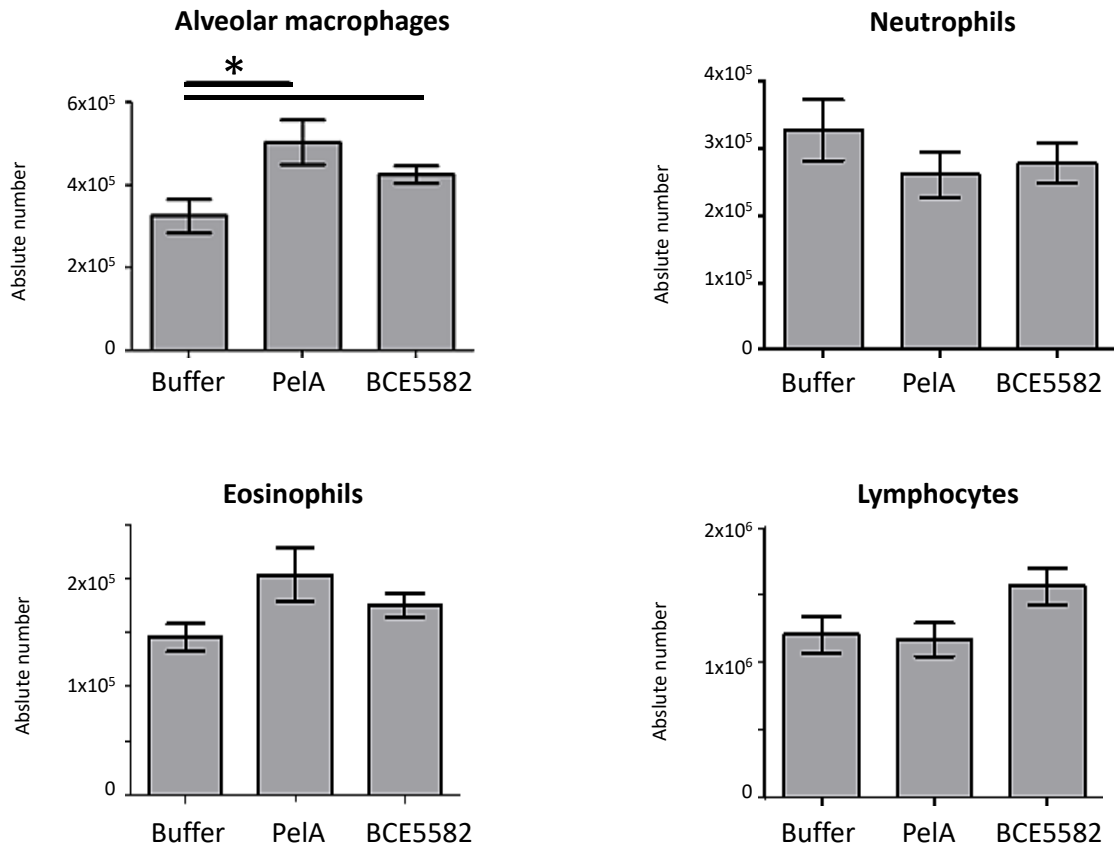 Alveolar macrophages
*
6x10⁵
4x10⁵
2x10⁵
0
Abslute number
Buffer PelA BCE5582
Neutrophils
4x10⁵
3x10⁵
2x10⁵
1x10⁵
0
Abslute number
Buffer PelA BCE5582
Eosinophils
2x10⁵
1x10⁵
0
Abslute number
Buffer PelA BCE5582
Lymphocytes
2x10⁶
1x10⁶
0
Abslute number
Buffer PelA BCE5582